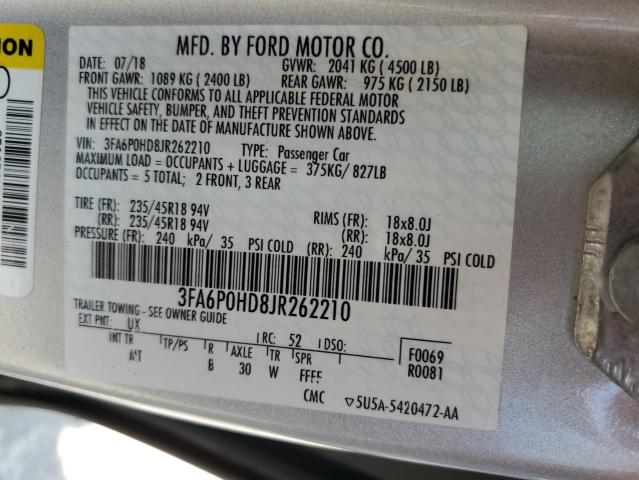 MFD. BY FORD MOTOR CO.
DATE: 07/18 GVWR: 2041 KG ( 4500 LB)
FRONT GAWR: 1089 KG ( 2400 LB) REAR GAWR: 975 KG ( 2150 LB)
THIS VEHICLE CONFORMS TO ALL APPLICABLE FEDERAL MOTOR
VEHICLE SAFETY, BUMPER, AND THEFT PREVENTION STANDARDS
IN EFFECT ON THE DATE OF MANUFACTURE SHOWN ABOVE.
VIN: 3FA6P0HD8JR262210 TYPE: Passenger Car
MAXIMUM LOAD = OCCUPANTS + LUGGAGE = 375KG/ 827LB
OCCUPANTS = 5 TOTAL; 2 FRONT, 3 REAR
TIRE (FR): 235/45R18 94V RIMS (FR): 18x8.0J
(RR): 235/45R18 94V (RR): 18x8.0J
PRESSURE (FR): 240 kPa/ 35 PSI COLD (RR): 240 kPa/ 35 PSI COLD
3FA6P0HD8JR262210
TRAILER TOWING - SEE OWNER GUIDE
EXT PNT: UX RC: 52 DSO:
INT TR TP/PS R AXLE TR SPR F0069
MT B 30 W FFFF R0081
CMC ▽5U5A-5420472-AA
ION